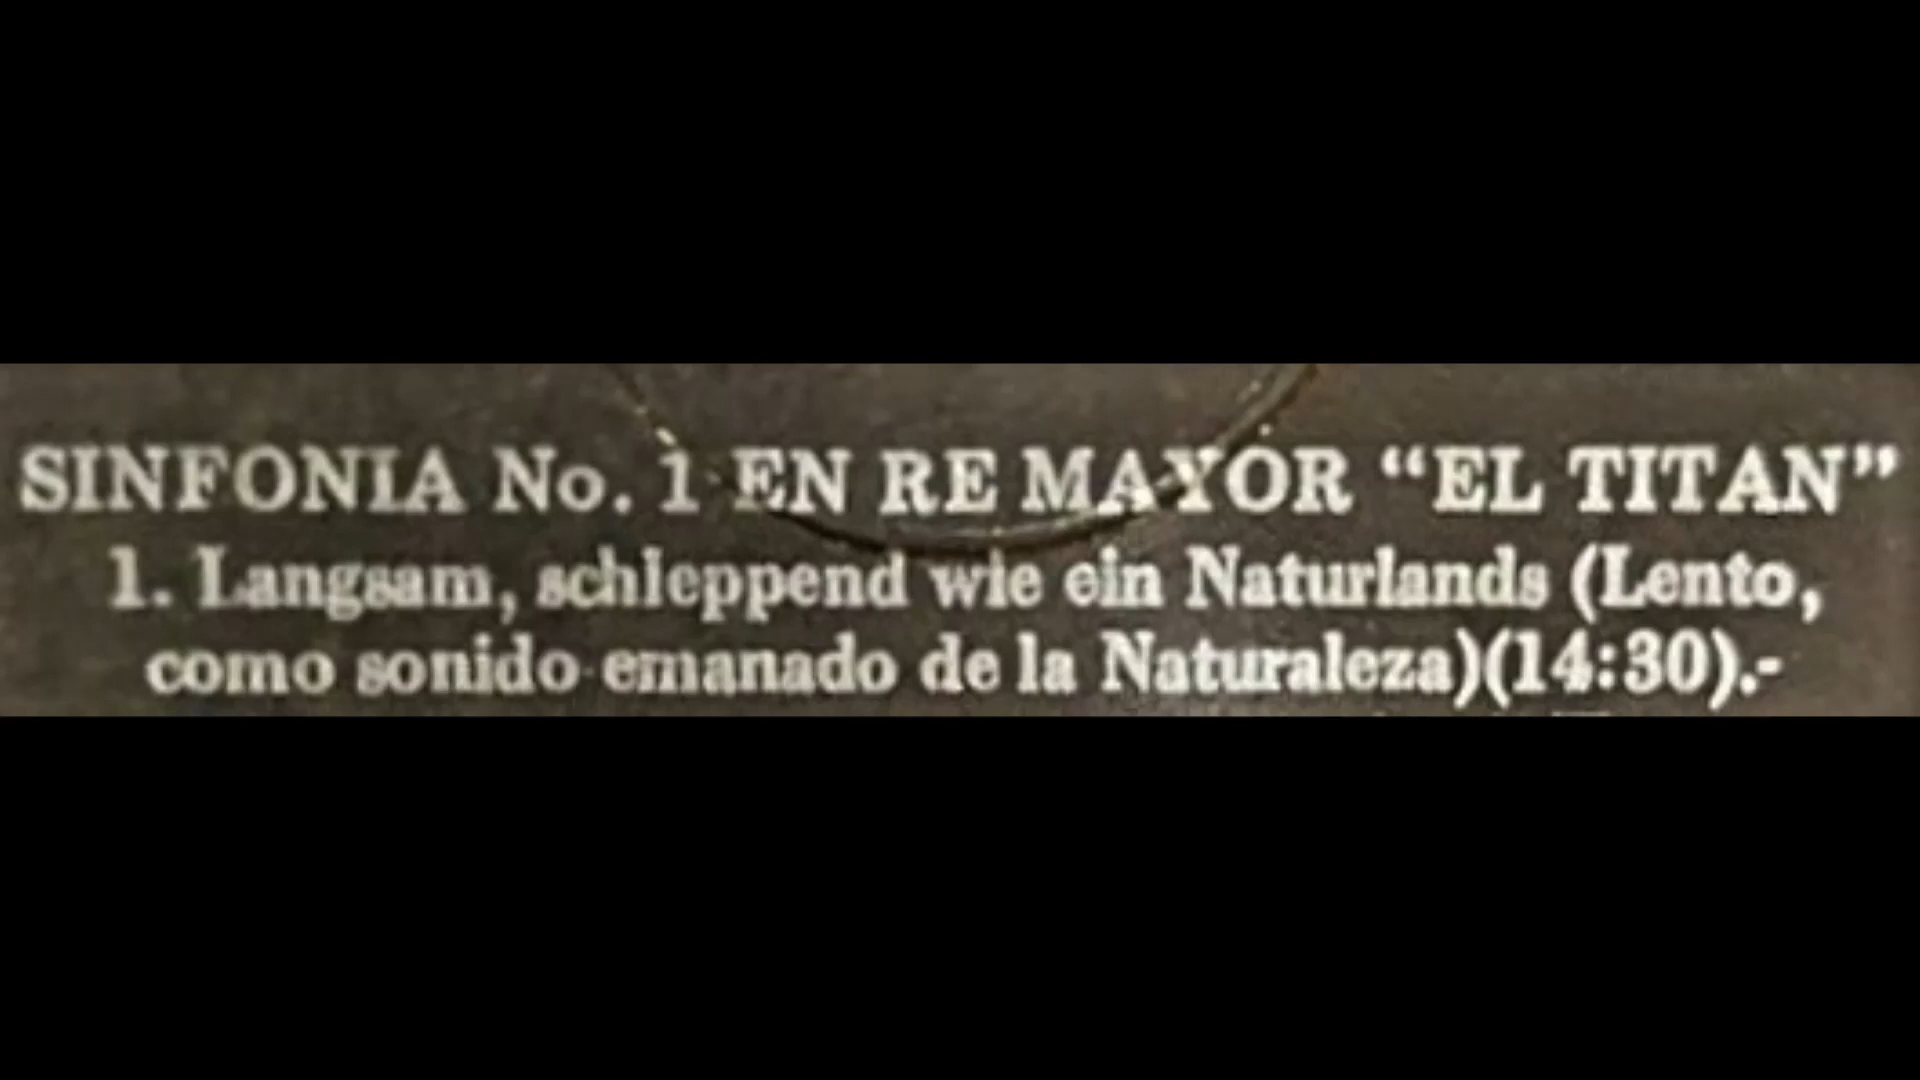 SINFONIA No. 1 EN RE MAYOR “EL TITAN”
1. Langsam, schleppend wie ein Naturlands (Lento,
como sonido emanado de la Naturaleza)(14:30).-